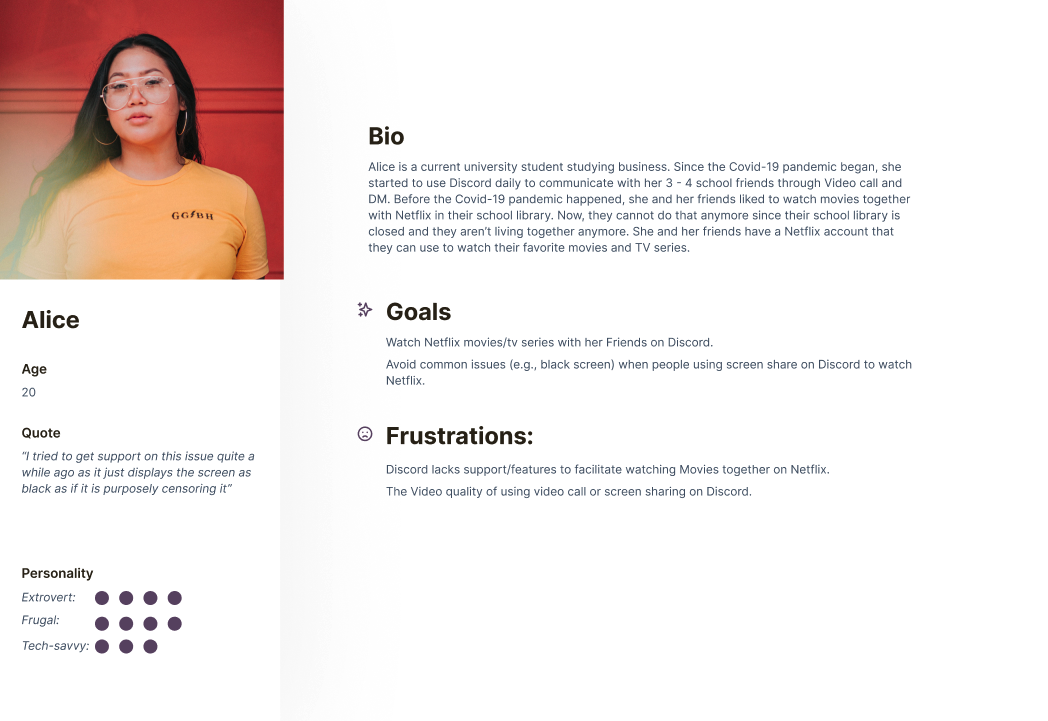 GGfBH
Alice
Age
20
Quote
“I tried to get support on this issue quite a
while ago as it just displays the screen as
black as if it is purposely censoring it”
Personality
Extrovert:
Frugal:
Tech-savvy:
Bio
Alice is a current university student studying business. Since the Covid-19 pandemic began, she
started to use Discord daily to communicate with her 3 - 4 school friends through Video call and
DM. Before the Covid-19 pandemic happened, she and her friends liked to watch movies together
with Netflix in their school library. Now, they cannot do that anymore since their school library is
closed and they aren’t living together anymore. She and her friends have a Netflix account that
they can use to watch their favorite movies and TV series.
Goals
Watch Netflix movies/tv series with her Friends on Discord.
Avoid common issues (e.g., black screen) when people using screen share on Discord to watch
Netflix.
Frustrations:
Discord lacks support/features to facilitate watching Movies together on Netflix.
The Video quality of using video call or screen sharing on Discord.